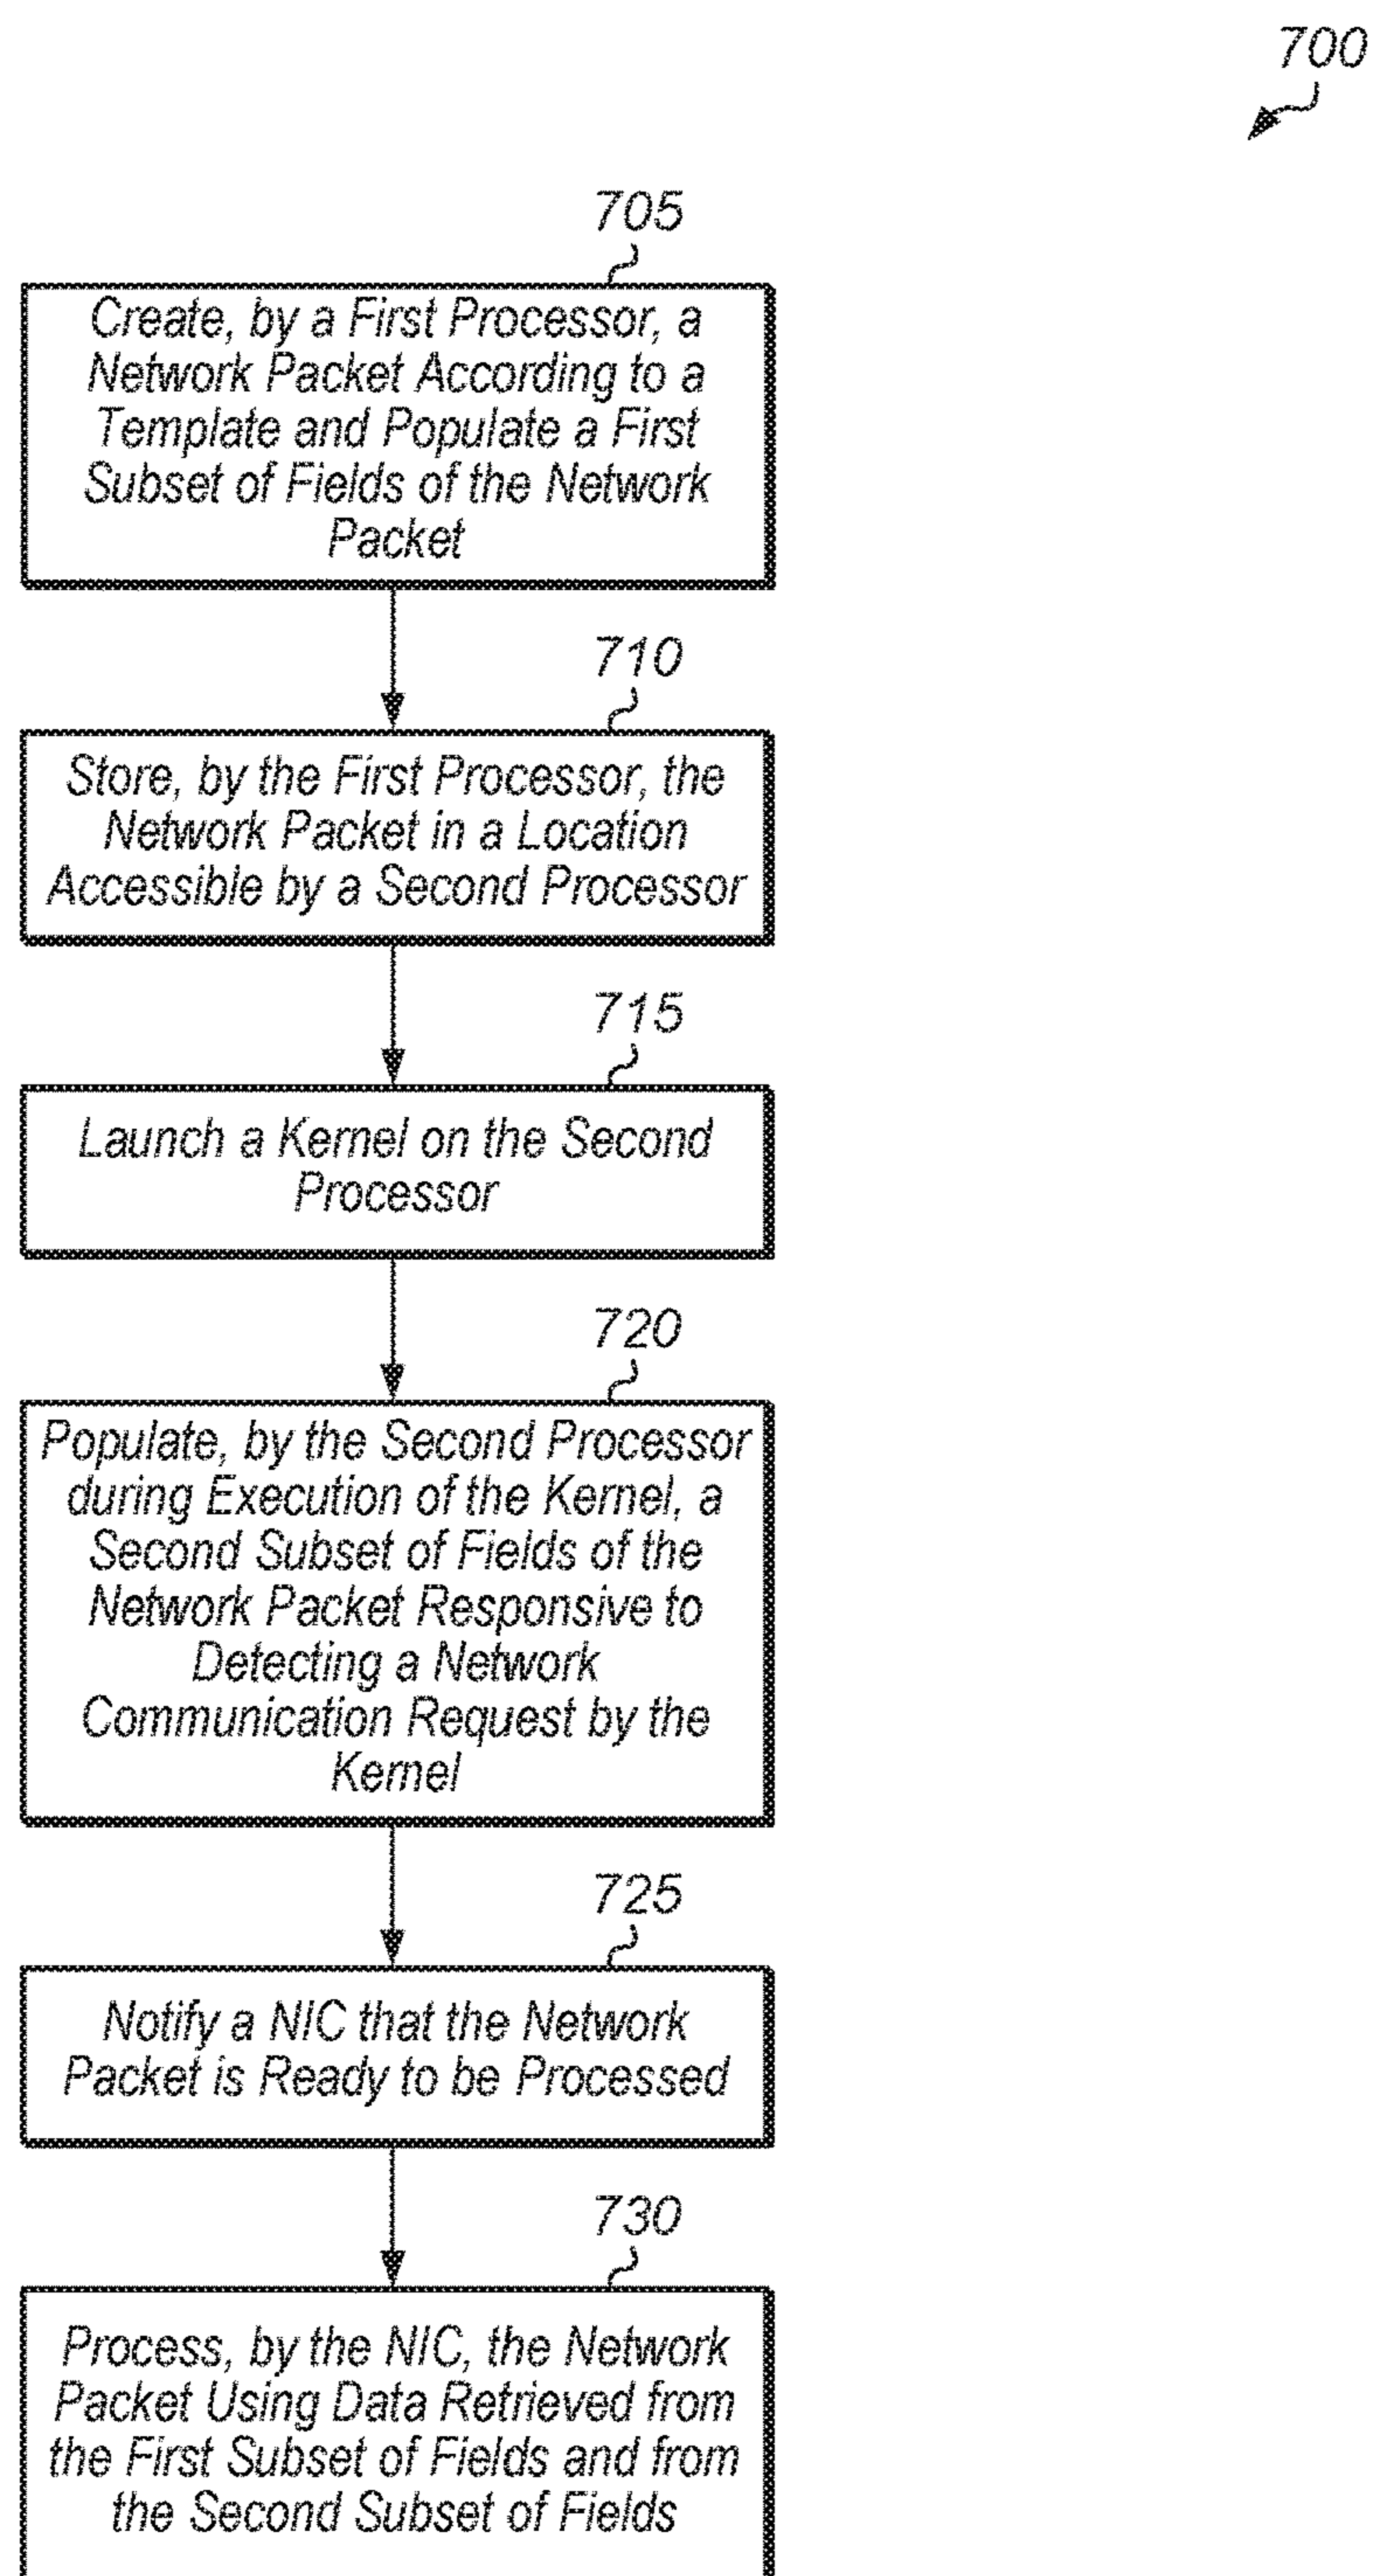 700
705
Create, by a First Processor, a
Network Packet According to a
Template and Populate a First
Subset of Fields of the Network
Packet
710
Store, by the First Processor, the
Network Packet in a Location
Accessible by a Second Processor
715
Launch a Kernel on the Second
Processor
720
Populate, by the Second Processor
during Execution of the Kernel, a
Second Subset of Fields of the
Network Packet Responsive to
Detecting a Network
Communication Request by the
Kernel
725
Notify a NIC that the Network
Packet is Ready to be Processed
730
Process, by the NIC, the Network
Packet Using Data Retrieved from
the First Subset of Fields and from
the Second Subset of Fields